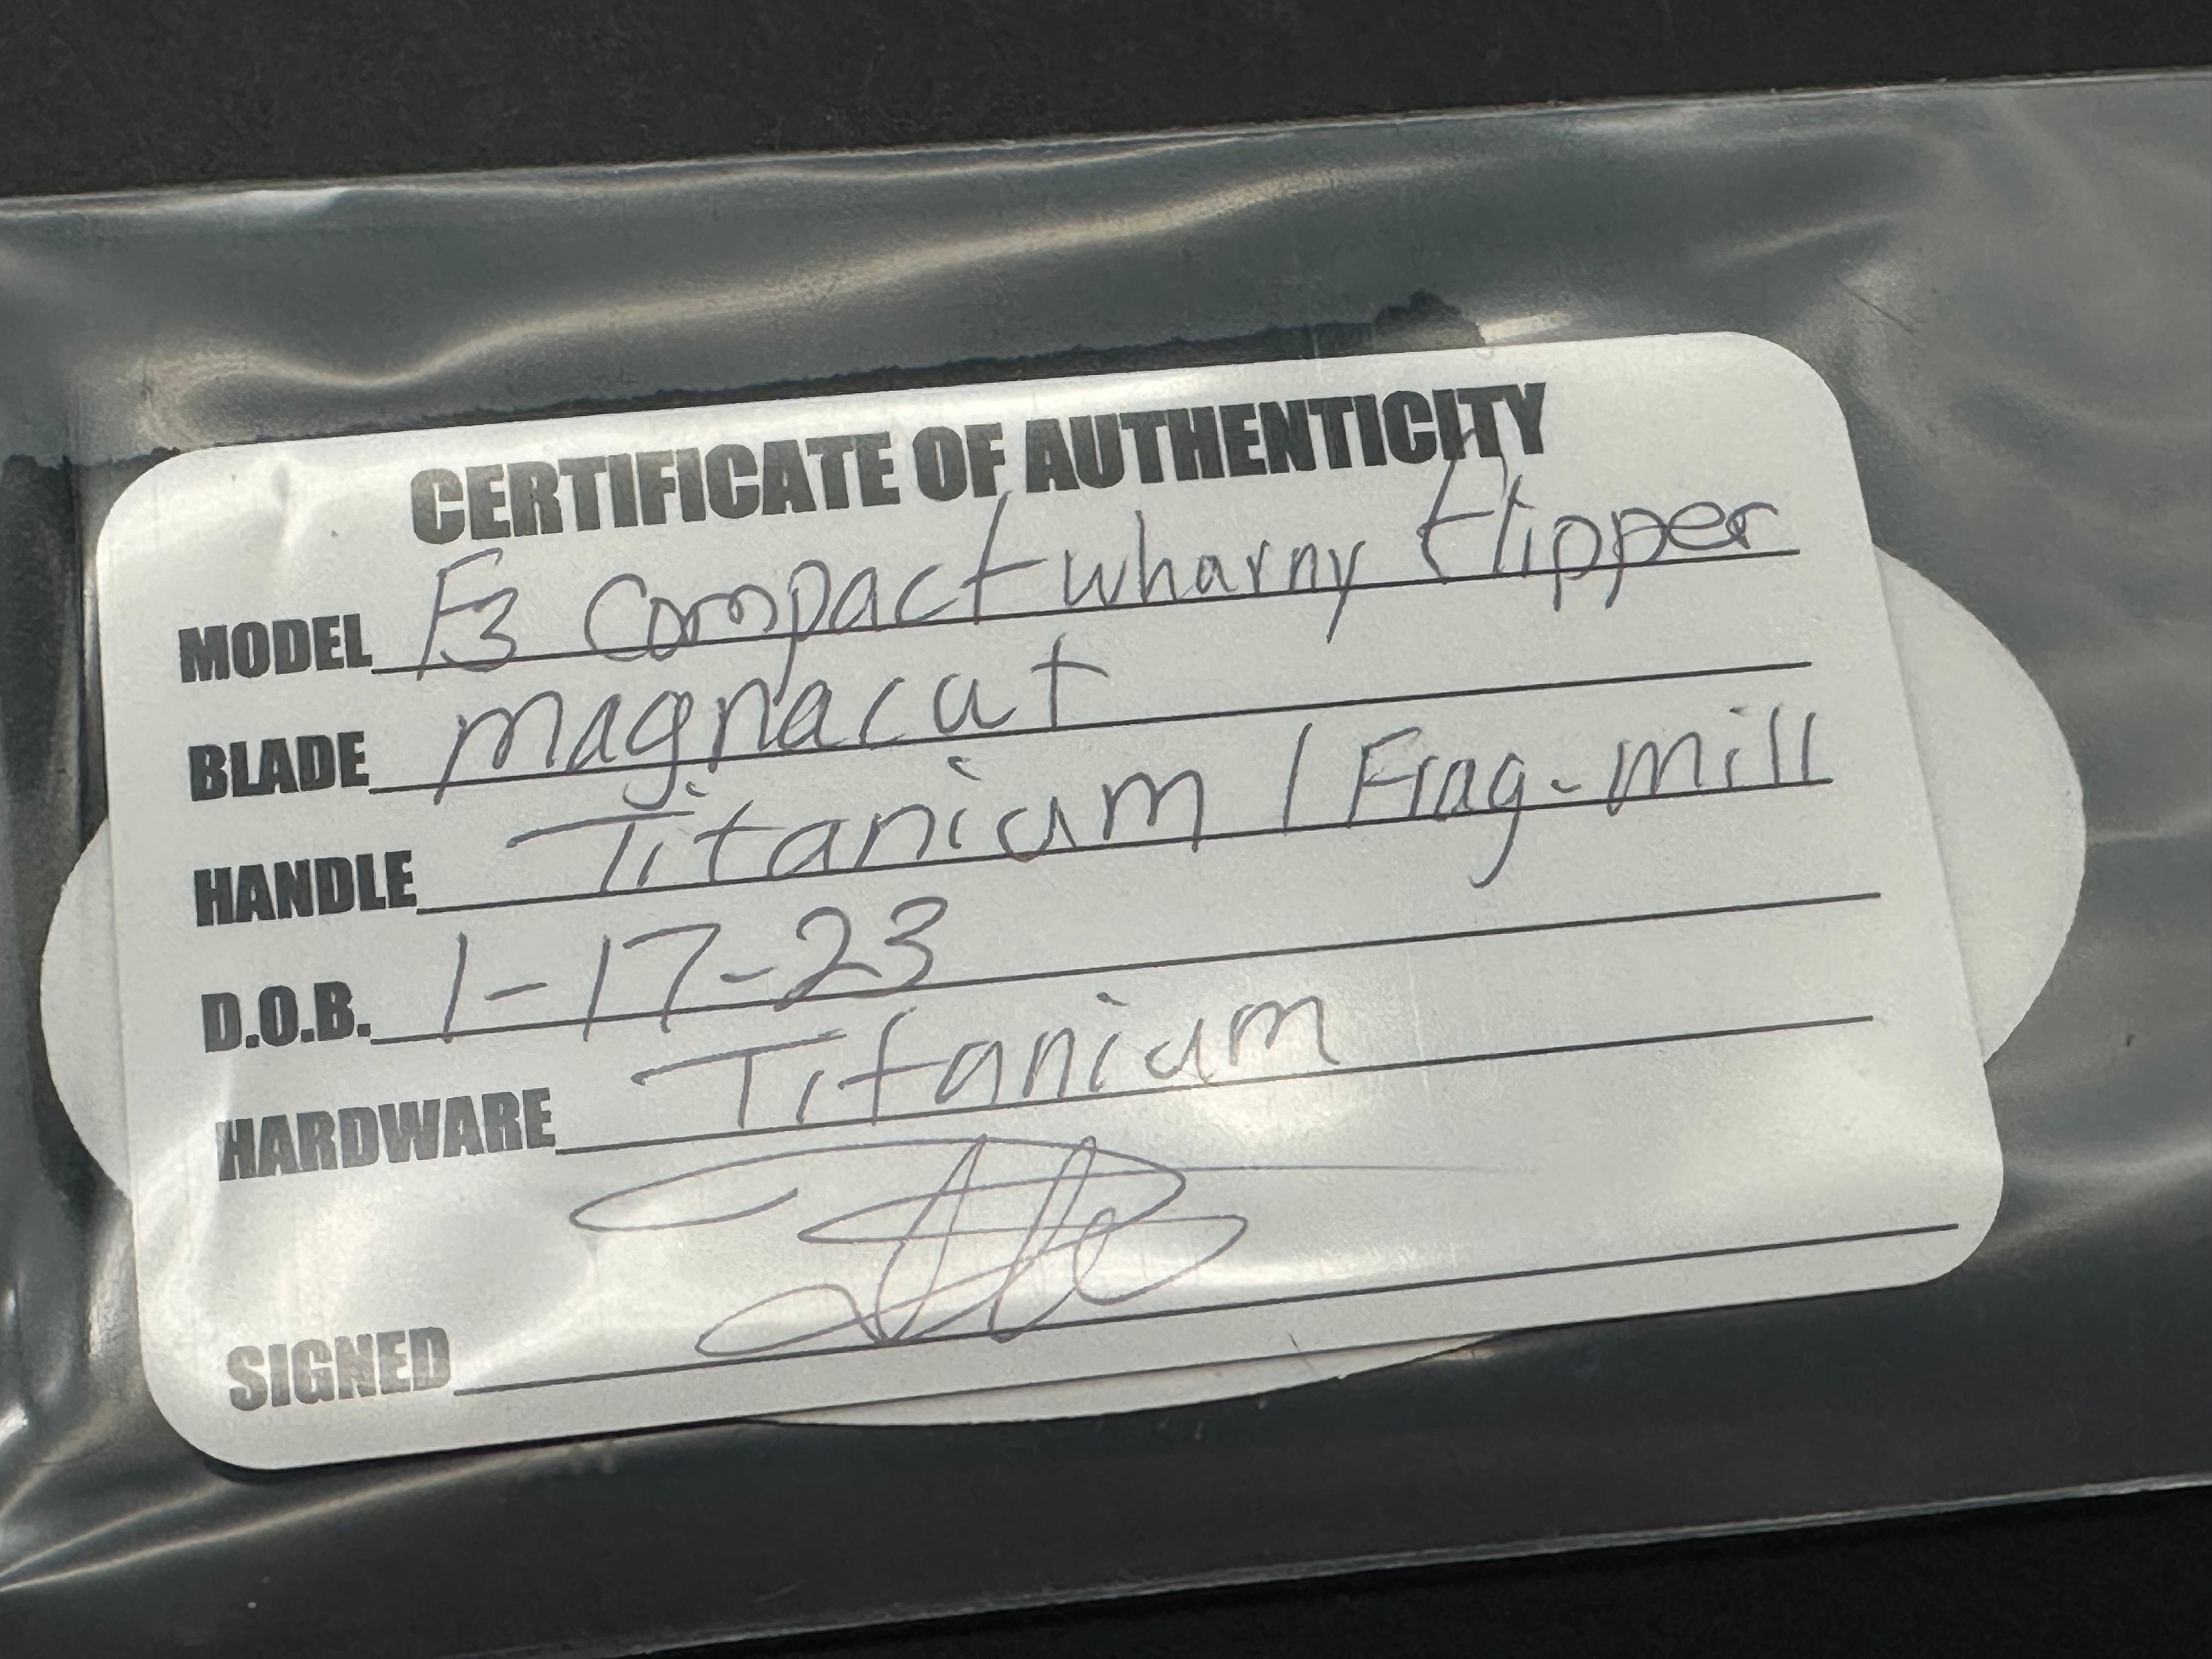 CERTIFICATE OF AUTHENTICITY
MODEL F3 Compact wharny flipper
BLADE magnacut
HANDLE Titanium / Frag-mill
D.O.B. 1-17-23
HARDWARE Titanium
SIGNED